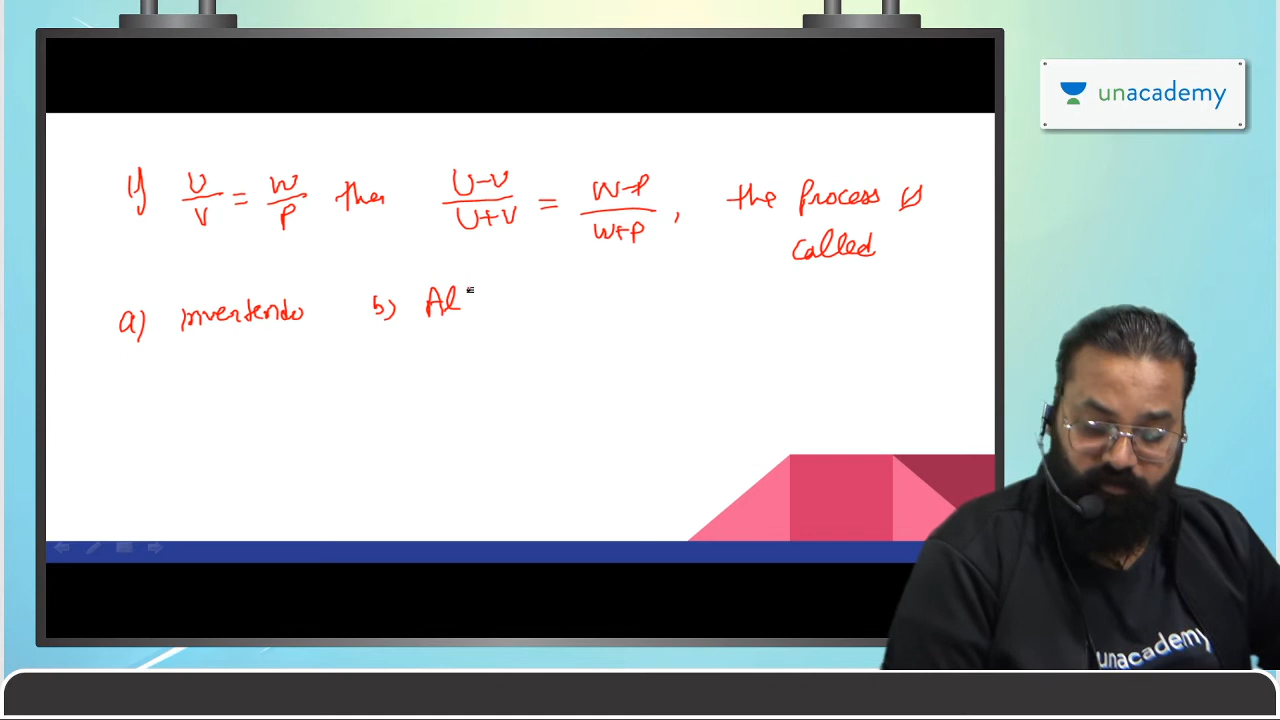 unacademy
If U/V = W/P then U-V/U+V = W-P/W+P, the process is
called
a) invertendo b) Al
unacademy